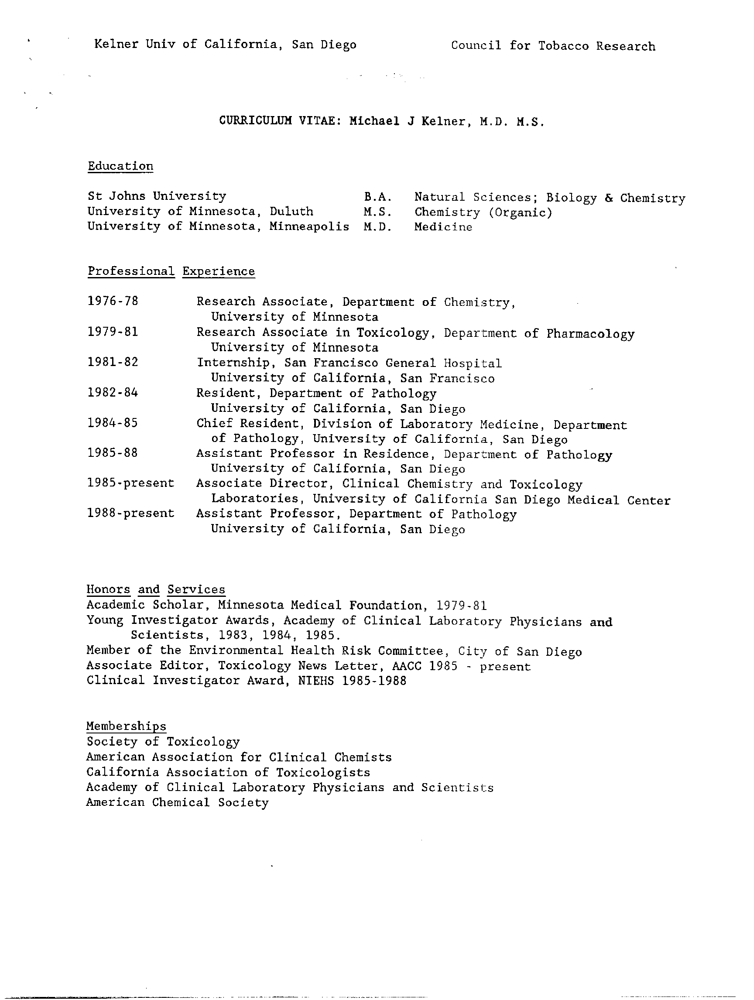 Kelner Univ of California, San Diego Council for Tobacco Research
CURRICULUM VITAE: Michael J Kelner, M.D. M.S.
Education
St Johns University B.A. Natural Sciences; Biology & Chemistry
University of Minnesota, Duluth M.S. Chemistry (Organic)
University of Minnesota, Minneapolis M.D. Medicine
Professional Experience
1976-78 Research Associate, Department of Chemistry,
University of Minnesota
1979-81 Research Associate in Toxicology, Department of Pharmacology
University of Minnesota
1981-82 Internship, San Francisco General Hospital
University of California, San Francisco
1982-84 Resident, Department of Pathology
University of California, San Diego
1984-85 Chief Resident, Division of Laboratory Medicine, Department
of Pathology, University of California, San Diego
1985-88 Assistant Professor in Residence, Department of Pathology
University of California, San Diego
1985-present Associate Director, Clinical Chemistry and Toxicology
Laboratories, University of California San Diego Medical Center
1988-present Assistant Professor, Department of Pathology
University of California, San Diego
Honors and Services
Academic Scholar, Minnesota Medical Foundation, 1979-81
Young Investigator Awards, Academy of Clinical Laboratory Physicians and
Scientists, 1983, 1984, 1985.
Member of the Environmental Health Risk Committee, City of San Diego
Associate Editor, Toxicology News Letter, AACC 1985 - present
Clinical Investigator Award, NIEHS 1985-1988
Memberships
Society of Toxicology
American Association for Clinical Chemists
California Association of Toxicologists
Academy of Clinical Laboratory Physicians and Scientists
American Chemical Society